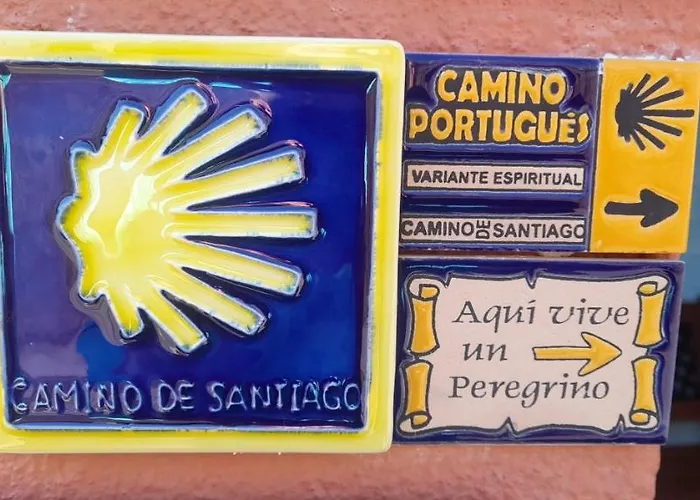 CAMINO DE SANTIAGO
CAMINO
PORTUGUÉS
VARIANTE ESPIRITUAL
CAMINO DE SANTIAGO
Aquí vive
un
Peregrino